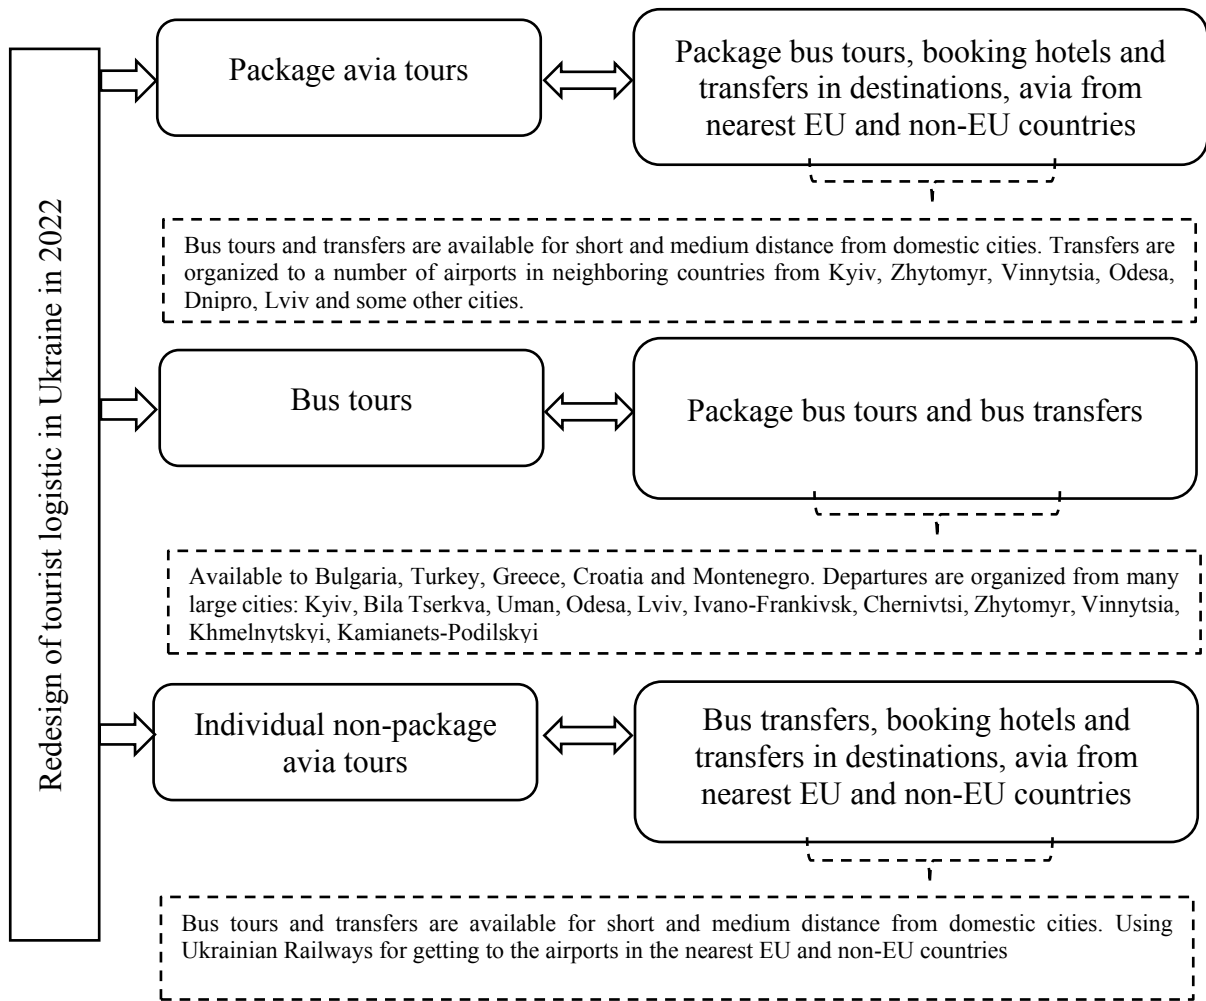 Redesign of tourist logistic in Ukraine in 2022
Package avia tours
Package bus tours, booking hotels and
transfers in destinations, avia from
nearest EU and non-EU countries
Bus tours and transfers are available for short and medium distance from domestic cities. Transfers are
organized to a number of airports in neighboring countries from Kyiv, Zhytomyr, Vinnytsia, Odesa,
Dnipro, Lviv and some other cities.
Bus tours
Package bus tours and bus transfers
Available to Bulgaria, Turkey, Greece, Croatia and Montenegro. Departures are organized from many
large cities: Kyiv, Bila Tserkva, Uman, Odesa, Lviv, Ivano-Frankivsk, Chernivtsi, Zhytomyr, Vinnytsia,
Khmelnytskyi, Kamianets-Podilskyi
Individual non-package
avia tours
Bus transfers, booking hotels and
transfers in destinations, avia from
nearest EU and non-EU countries
Bus tours and transfers are available for short and medium distance from domestic cities. Using
Ukrainian Railways for getting to the airports in the nearest EU and non-EU countries